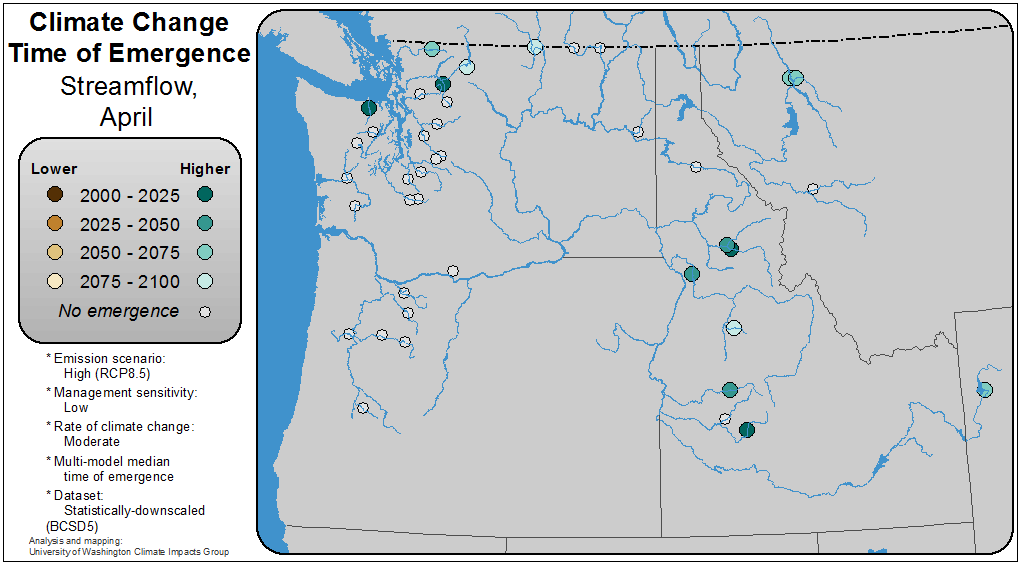 Climate Change
Time of Emergence
Streamflow,
April
Lower Higher
2000 - 2025
2025 - 2050
2050 - 2075
2075 - 2100
No emergence
* Emission scenario:
High (RCP8.5)
* Management sensitivity:
Low
* Rate of climate change:
Moderate
* Multi-model median
time of emergence
* Dataset:
Statistically-downscaled
(BCSD5)
Analysis and mapping:
University of Washington Climate Impacts Group